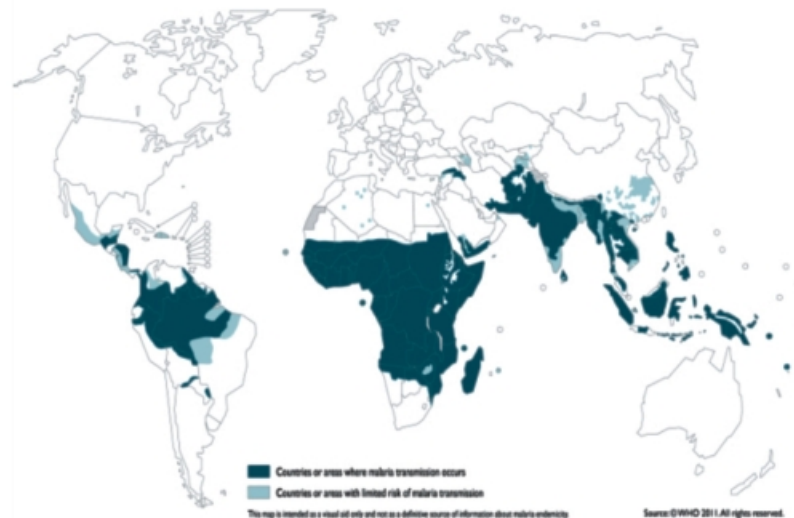 Countries or areas where malaria transmission occurs
Countries or areas with limited risk of malaria transmission
This map is intended as a visual aid only and not as a definitive source of information about malaria endemicity
Source: ©WHO 2011. All rights reserved.